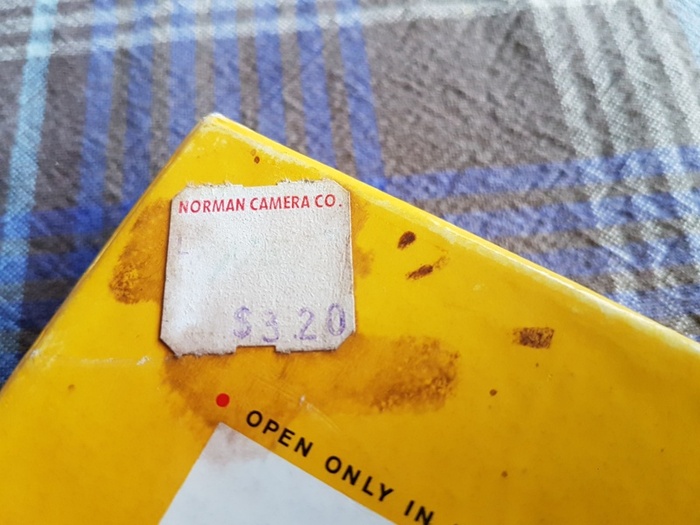 NORMAN CAMERA CO.
$3.20
OPEN ONLY IN